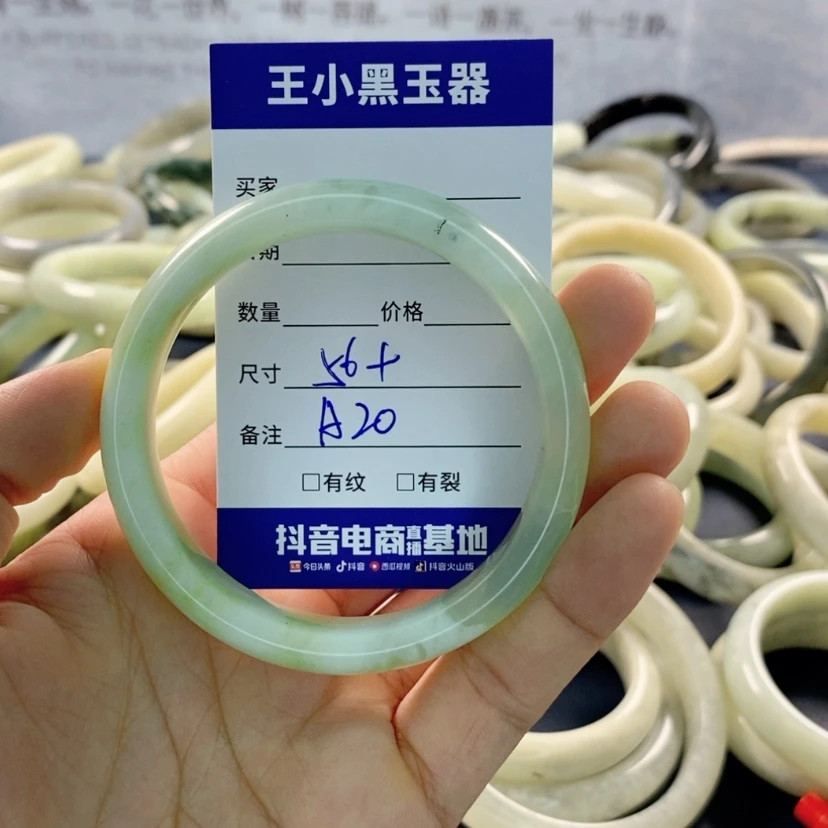 王小黑玉器
买家
期
数量 价格
尺寸 56+
备注 A20
□有纹 □有裂
抖音电商直播基地
今日头条 抖音 西瓜视频 抖音火山版